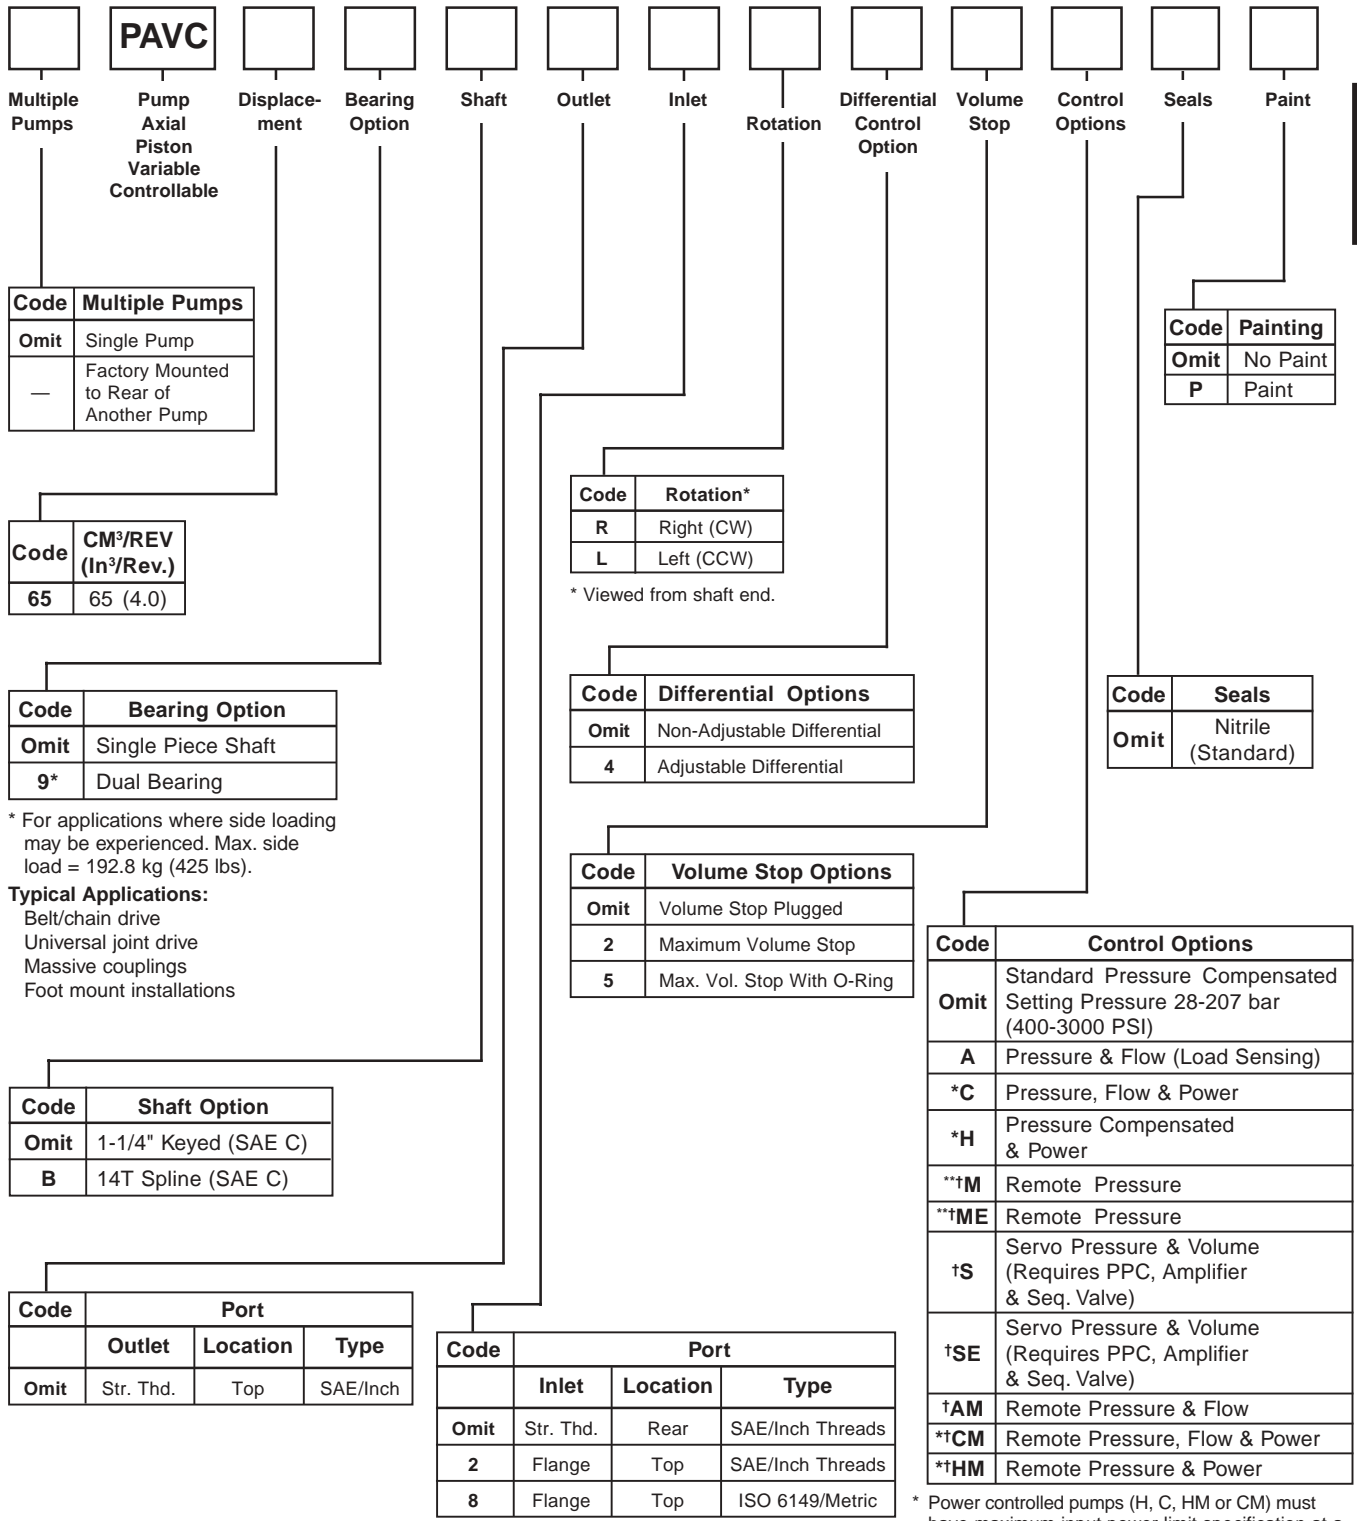 PAVC
Multiple
Pumps
Pump
Axial
Piston
Variable
Controllable
Displace-
ment
Bearing
Option
Shaft
Outlet
Inlet
Rotation
Differential
Control
Option
Volume
Stop
Control
Options
Seals
Paint
Code Multiple Pumps
Omit Single Pump
— Factory Mounted
to Rear of
Another Pump
Code Painting
Omit No Paint
P Paint
Code Rotation*
R Right (CW)
L Left (CCW)
* Viewed from shaft end.
Code CM³/REV
(In³/Rev.)
65 65 (4.0)
Code Bearing Option
Omit Single Piece Shaft
9* Dual Bearing
* For applications where side loading
may be experienced. Max. side
load = 192.8 kg (425 lbs).
Typical Applications:
Belt/chain drive
Universal joint drive
Massive couplings
Foot mount installations
Code Differential Options
Omit Non-Adjustable Differential
4 Adjustable Differential
Code Seals
Omit Nitrile
(Standard)
Code Volume Stop Options
Omit Volume Stop Plugged
2 Maximum Volume Stop
5 Max. Vol. Stop With O-Ring
Code Shaft Option
Omit 1-1/4" Keyed (SAE C)
B 14T Spline (SAE C)
Code Port
Outlet Location Type
Omit Str. Thd. Top SAE/Inch
Code Port
Inlet Location Type
Omit Str. Thd. Rear SAE/Inch Threads
2 Flange Top SAE/Inch Threads
8 Flange Top ISO 6149/Metric
Code Control Options
Omit Standard Pressure Compensated
Setting Pressure 28-207 bar
(400-3000 PSI)
A Pressure & Flow (Load Sensing)
*C Pressure, Flow & Power
*H Pressure Compensated
& Power
**†M Remote Pressure
**†ME Remote Pressure
†S Servo Pressure & Volume
(Requires PPC, Amplifier
& Seq. Valve)
†SE Servo Pressure & Volume
(Requires PPC, Amplifier
& Seq. Valve)
†AM Remote Pressure & Flow
*†CM Remote Pressure, Flow & Power
*†HM Remote Pressure & Power
* Power controlled pumps (H, C, HM or CM) must